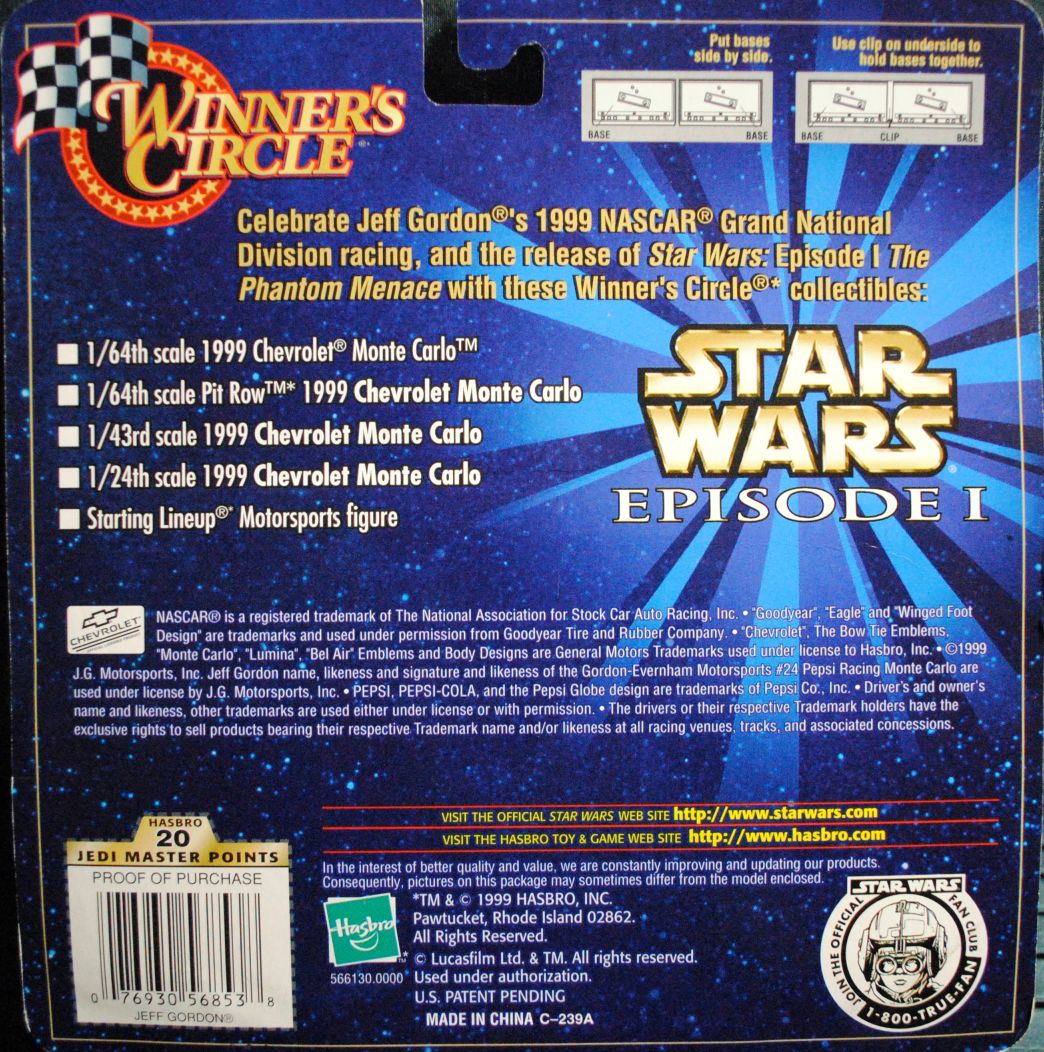 WINNER'S
CIRCLE®*
Put bases
side by side.
BASE BASE
Use clip on underside to
hold bases together.
BASE CLIP BASE
Celebrate Jeff Gordon®'s 1999 NASCAR® Grand National
Division racing, and the release of Star Wars: Episode I The
Phantom Menace with these Winner's Circle®* collectibles:
1/64th scale 1999 Chevrolet® Monte Carlo™
1/64th scale Pit Row™* 1999 Chevrolet Monte Carlo
1/43rd scale 1999 Chevrolet Monte Carlo
1/24th scale 1999 Chevrolet Monte Carlo
Starting Lineup®* Motorsports figure
STAR
WARS®
EPISODE I
CHEVROLET
NASCAR® is a registered trademark of The National Association for Stock Car Auto Racing, Inc. • "Goodyear", "Eagle" and "Winged Foot
Design" are trademarks and used under permission from Goodyear Tire and Rubber Company. • "Chevrolet", The Bow Tie Emblems,
"Monte Carlo", "Lumina", "Bel Air" Emblems and Body Designs are General Motors Trademarks used under license to Hasbro, Inc. • ©1999
J.G. Motorsports, Inc. Jeff Gordon name, likeness and signature and likeness of the Gordon-Evernham Motorsports #24 Pepsi Racing Monte Carlo are
used under license by J.G. Motorsports, Inc. • PEPSI, PEPSI-COLA, and the Pepsi Globe design are trademarks of Pepsi Co., Inc. • Driver's and owner's
name and likeness, other trademarks are used either under license or with permission. • The drivers or their respective Trademark holders have the
exclusive rights to sell products bearing their respective Trademark name and/or likeness at all racing venues, tracks, and associated concessions.
VISIT THE OFFICIAL STAR WARS WEB SITE http://www.starwars.com
VISIT THE HASBRO TOY & GAME WEB SITE http://www.hasbro.com
HASBRO
20
JEDI MASTER POINTS
PROOF OF PURCHASE
0 76930 56853 8
JEFF GORDON®
In the interest of better quality and value, we are constantly improving and updating our products.
Consequently, pictures on this package may sometimes differ from the model enclosed.
Hasbro
™*
566130.0000
*TM & © 1999 HASBRO, INC.
Pawtucket, Rhode Island 02862.
All Rights Reserved.
© Lucasfilm Ltd. & TM. All rights reserved.
Used under authorization.
U.S. PATENT PENDING
MADE IN CHINA C–239A
STAR WARS
JOIN THE OFFICIAL FAN CLUB
1-800-TRUE-FAN